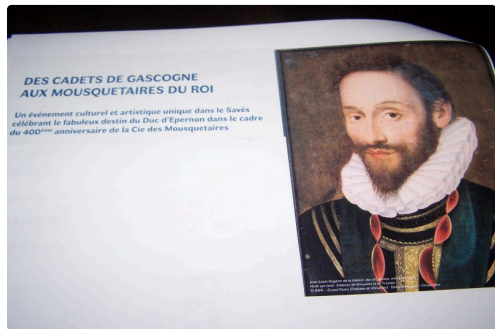 DES CADETS DE GASCOGNE
AUX MOUSQUETAIRES DU ROI
Un événement culturel et artistique unique dans le Savès
célébrant le fabuleux destin du Duc d'Epernon dans le cadre
du 400ème anniversaire de la Cie des Mousquetaires